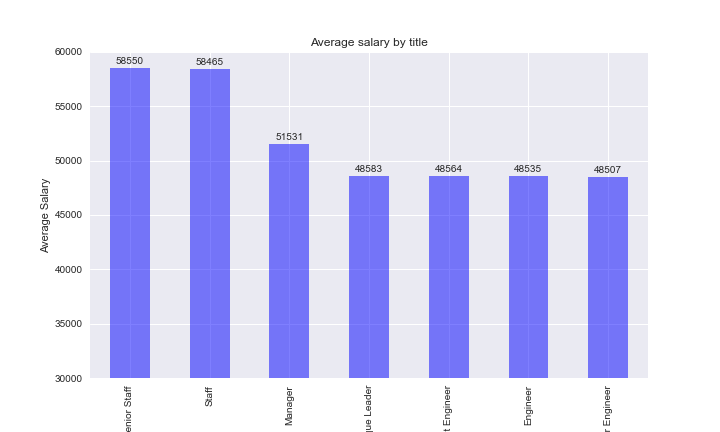 Average salary by title
60000
55000
50000
45000
40000
35000
30000
Average Salary
58550
58465
51531
48583
48564
48535
48507
enior Staff
Staff
Manager
ue Leader
t Engineer
Engineer
r Engineer